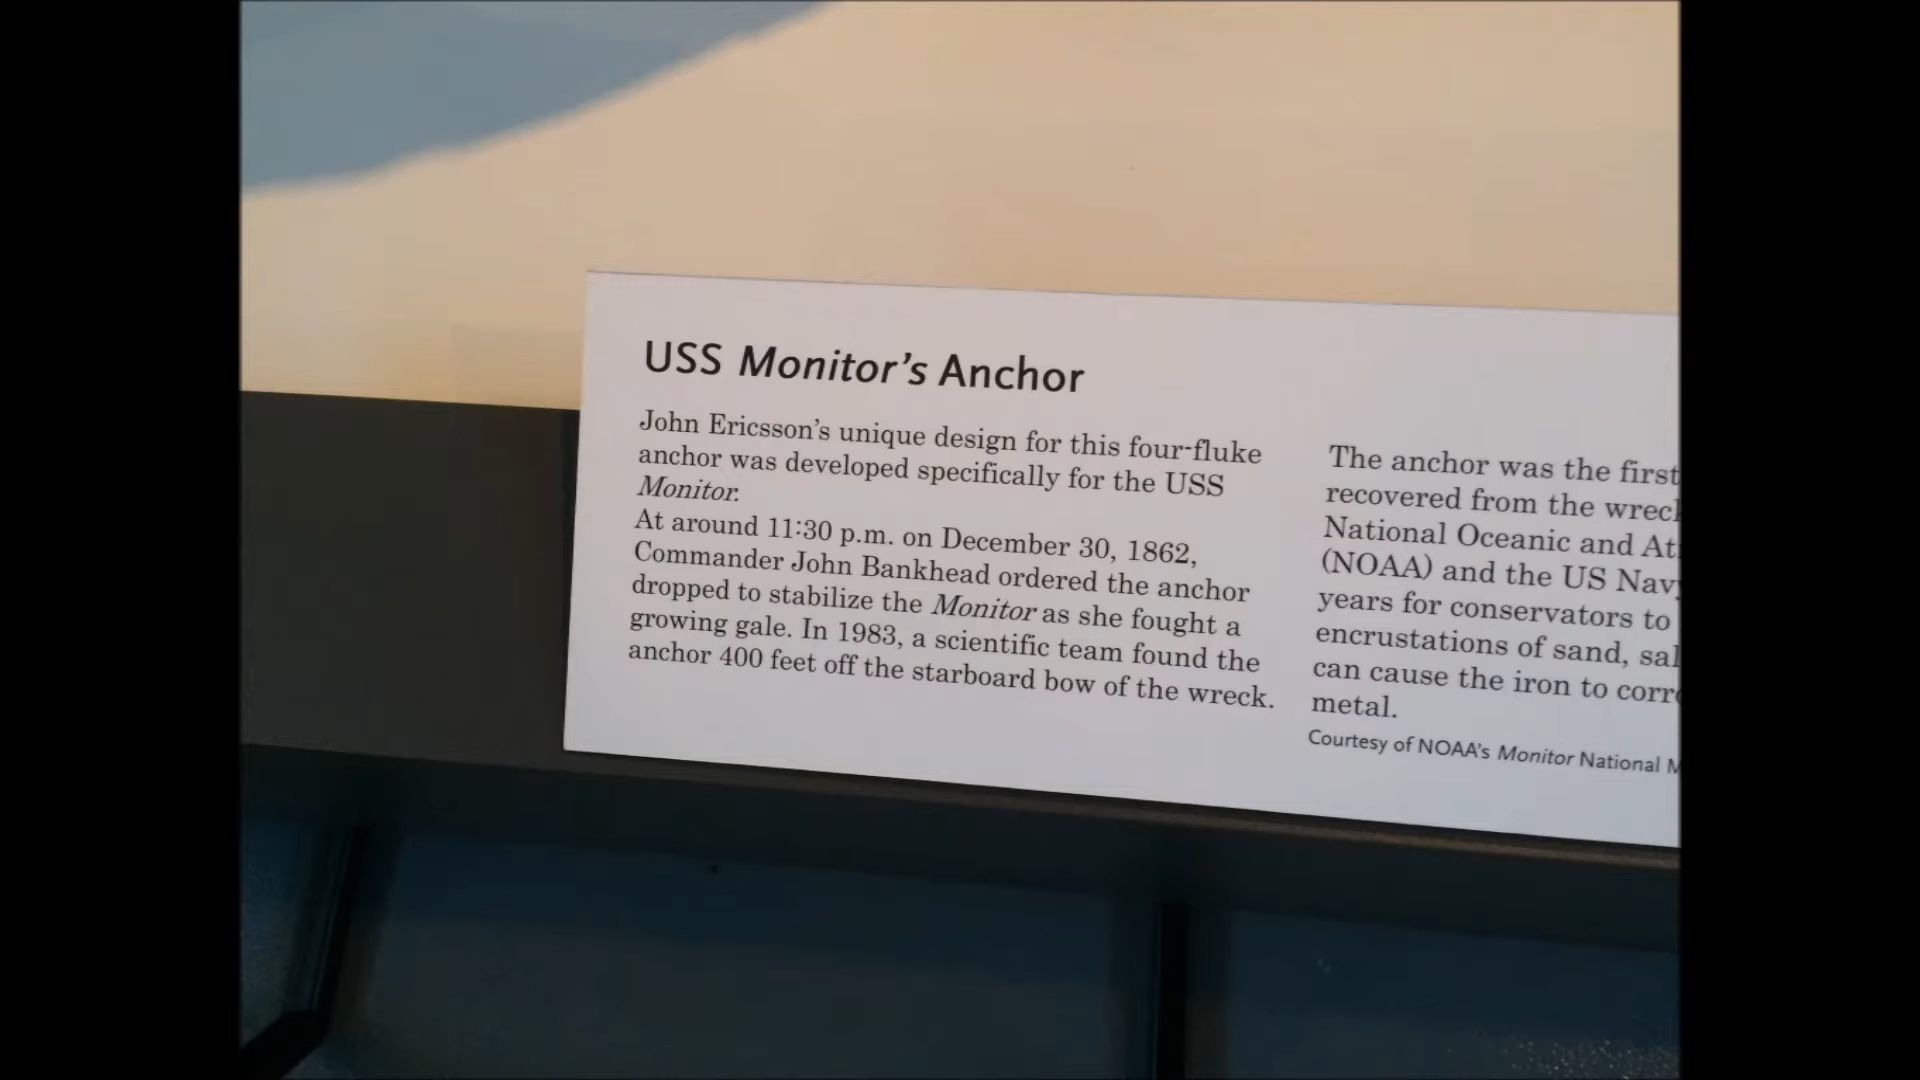 USS Monitor's Anchor
John Ericsson's unique design for this four-fluke
anchor was developed specifically for the USS
Monitor.
At around 11:30 p.m. on December 30, 1862,
Commander John Bankhead ordered the anchor
dropped to stabilize the Monitor as she fought a
growing gale. In 1983, a scientific team found the
anchor 400 feet off the starboard bow of the wreck.
The anchor was the first
recovered from the
National Oceanic and
(NOAA) and the US
years for conservators to
encrustations of sand,
can cause the iron to
metal.
Courtesy of NOAA's Monitor National